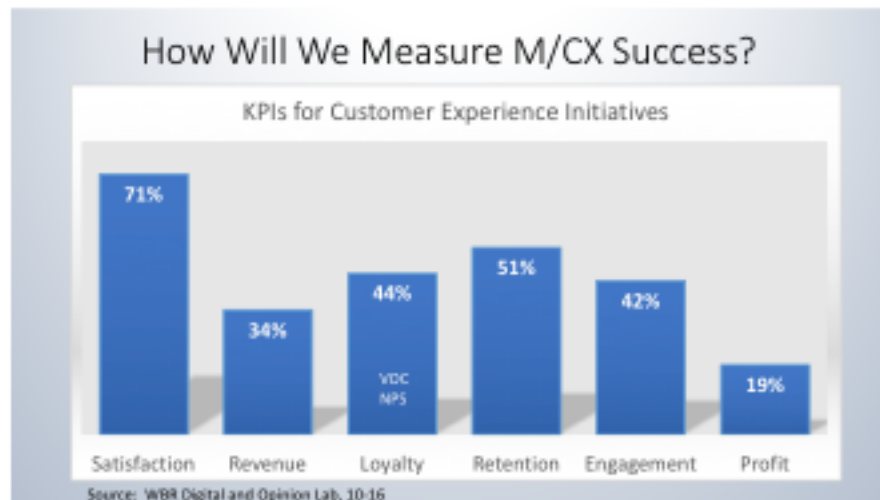 How Will We Measure M/CX Success?
KPIs for Customer Experience Initiatives
71%
34%
44%
51%
42%
19%
VOC
NPS
Satisfaction Revenue Loyalty Retention Engagement Profit
Source: WBR Digital and Opinion Lab, 10-16